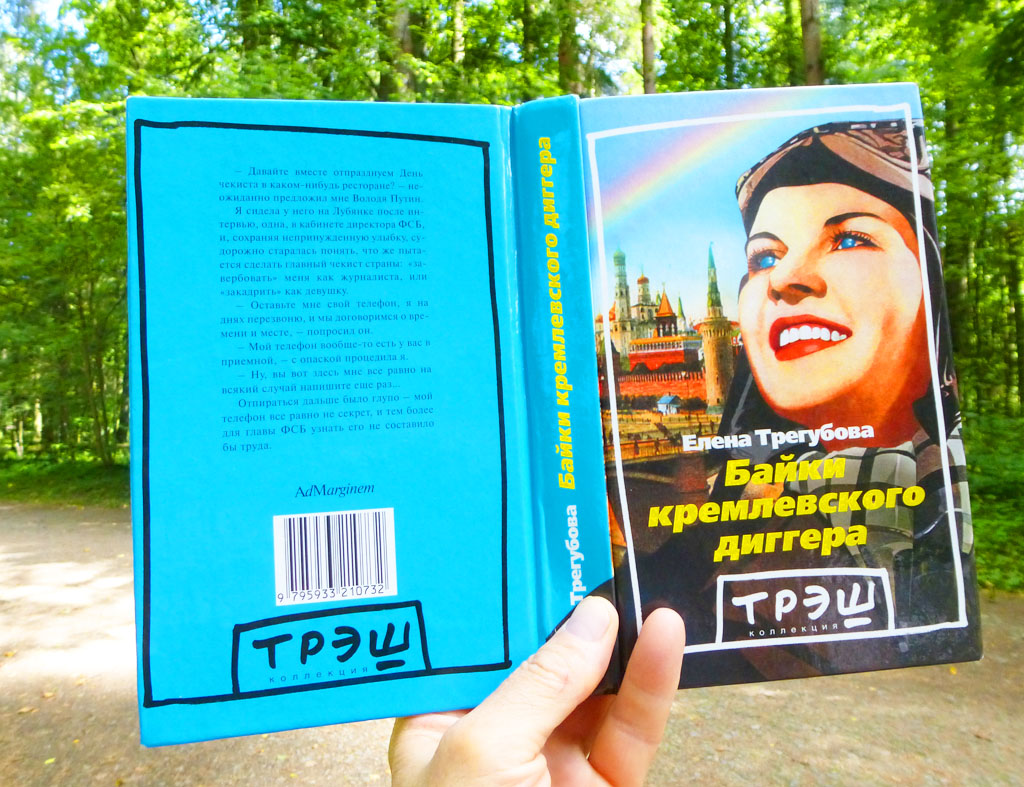 — Давайте вместе отпразднуем День
чекиста в каком-нибудь ресторане? — не-
ожиданно предложил мне Володя Путин.
Я сидела у него на Лубянке после ин-
тервью, одна, в кабинете директора ФСБ,
и, сохраняя непринужденную улыбку, су-
дорожно старалась понять, что же пыта-
ется сделать главный чекист страны: «за-
вербовать» меня как журналиста, или
«закадрить» как девушку.
— Оставьте мне свой телефон, я на
днях перезвоню, и мы договоримся о вре-
мени и месте, — попросил он.
— Мой телефон вообще-то есть у вас в
приемной, — с опаской процедила я.
— Ну, вы вот здесь мне все равно на
всякий случай напишите еще раз...
Отпираться дальше было глупо — мой
телефон все равно не секрет, и тем более
для главы ФСБ узнать его не составило
бы труда.
AdMarginem
9 795933 210732
ТРЭШ
коллекция
Трегубова Байки кремлевского диггера
Елена Трегубова
Байки
кремлевского
диггера
ТРЭШ
коллекция